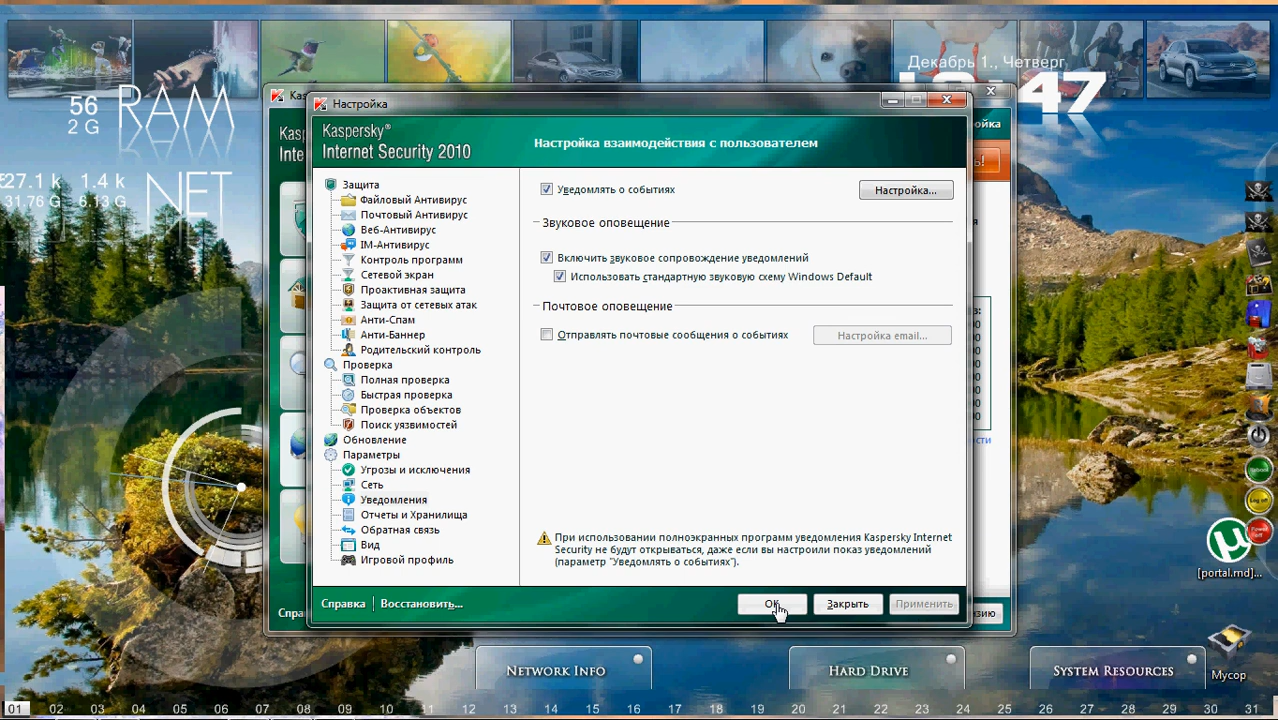 Декабрь 1., Четверг
47
56
2 G
RAM
27.1 k 1.4 k
31.76 G 6.13 G
NET
Настройка
Kaspersky®
Internet Security 2010
Настройка взаимодействия с пользователем
Защита
Файловый Антивирус
Почтовый Антивирус
Веб-Антивирус
IM-Антивирус
Контроль программ
Сетевой экран
Проактивная защита
Защита от сетевых атак
Анти-Спам
Анти-Баннер
Родительский контроль
Проверка
Полная проверка
Быстрая проверка
Проверка объектов
Поиск уязвимостей
Обновление
Параметры
Угрозы и исключения
Сеть
Уведомления
Отчеты и Хранилища
Обратная связь
Вид
Игровой профиль
Уведомлять о событиях
Настройка...
Звуковое оповещение
Включить звуковое сопровождение уведомлений
Использовать стандартную звуковую схему Windows Default
Почтовое оповещение
Отправлять почтовые сообщения о событиях
Настройка email...
При использовании полноэкранных программ уведомления Kaspersky Internet
Security не будут открываться, даже если вы настроили показ уведомлений
(параметр "Уведомлять о событиях").
Справка
Восстановить...
OK
Закрыть
Применить
[portal.rnd]...
Мусор
NETWORK INFO
HARD DRIVE
SYSTEM RESOURCES
01 02 03 04 05 06 07 08 09 10 11 12 13 14 15 16 17 18 19 20 21 22 23 24 25 26 27 28 29 30 31